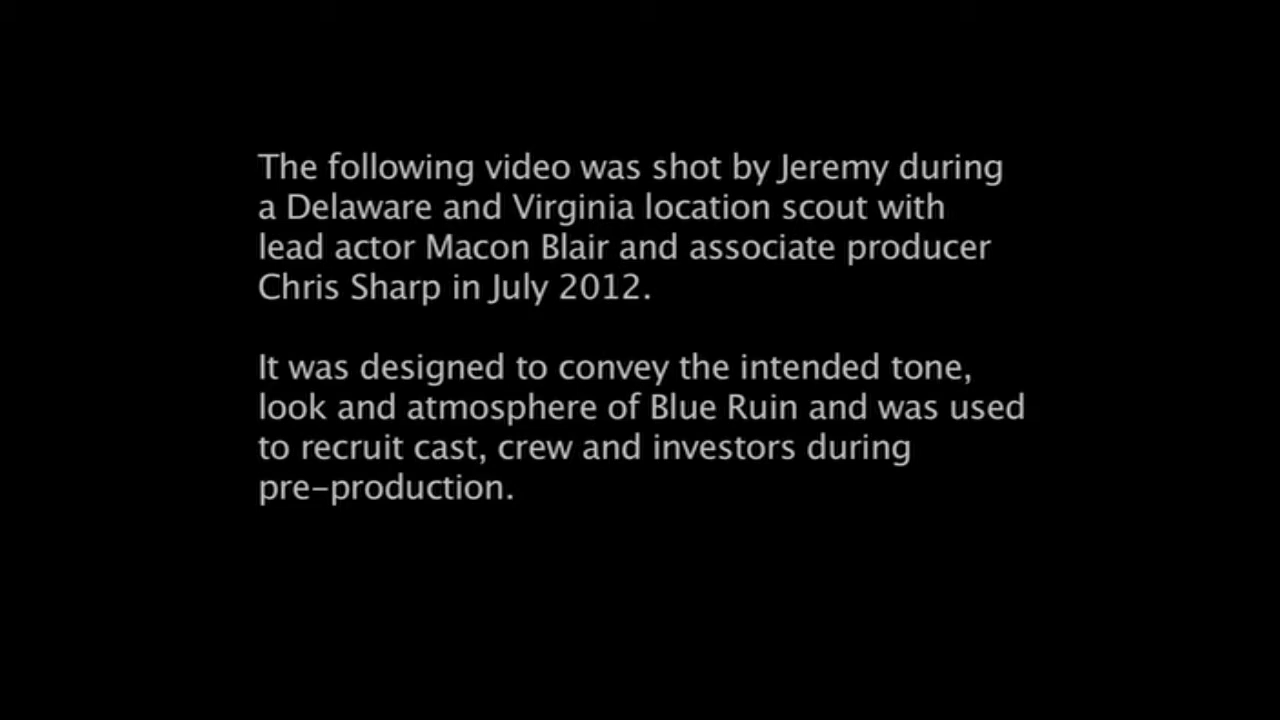 The following video was shot by Jeremy during
a Delaware and Virginia location scout with
lead actor Macon Blair and associate producer
Chris Sharp in July 2012.
It was designed to convey the intended tone,
look and atmosphere of Blue Ruin and was used
to recruit cast, crew and investors during
pre–production.